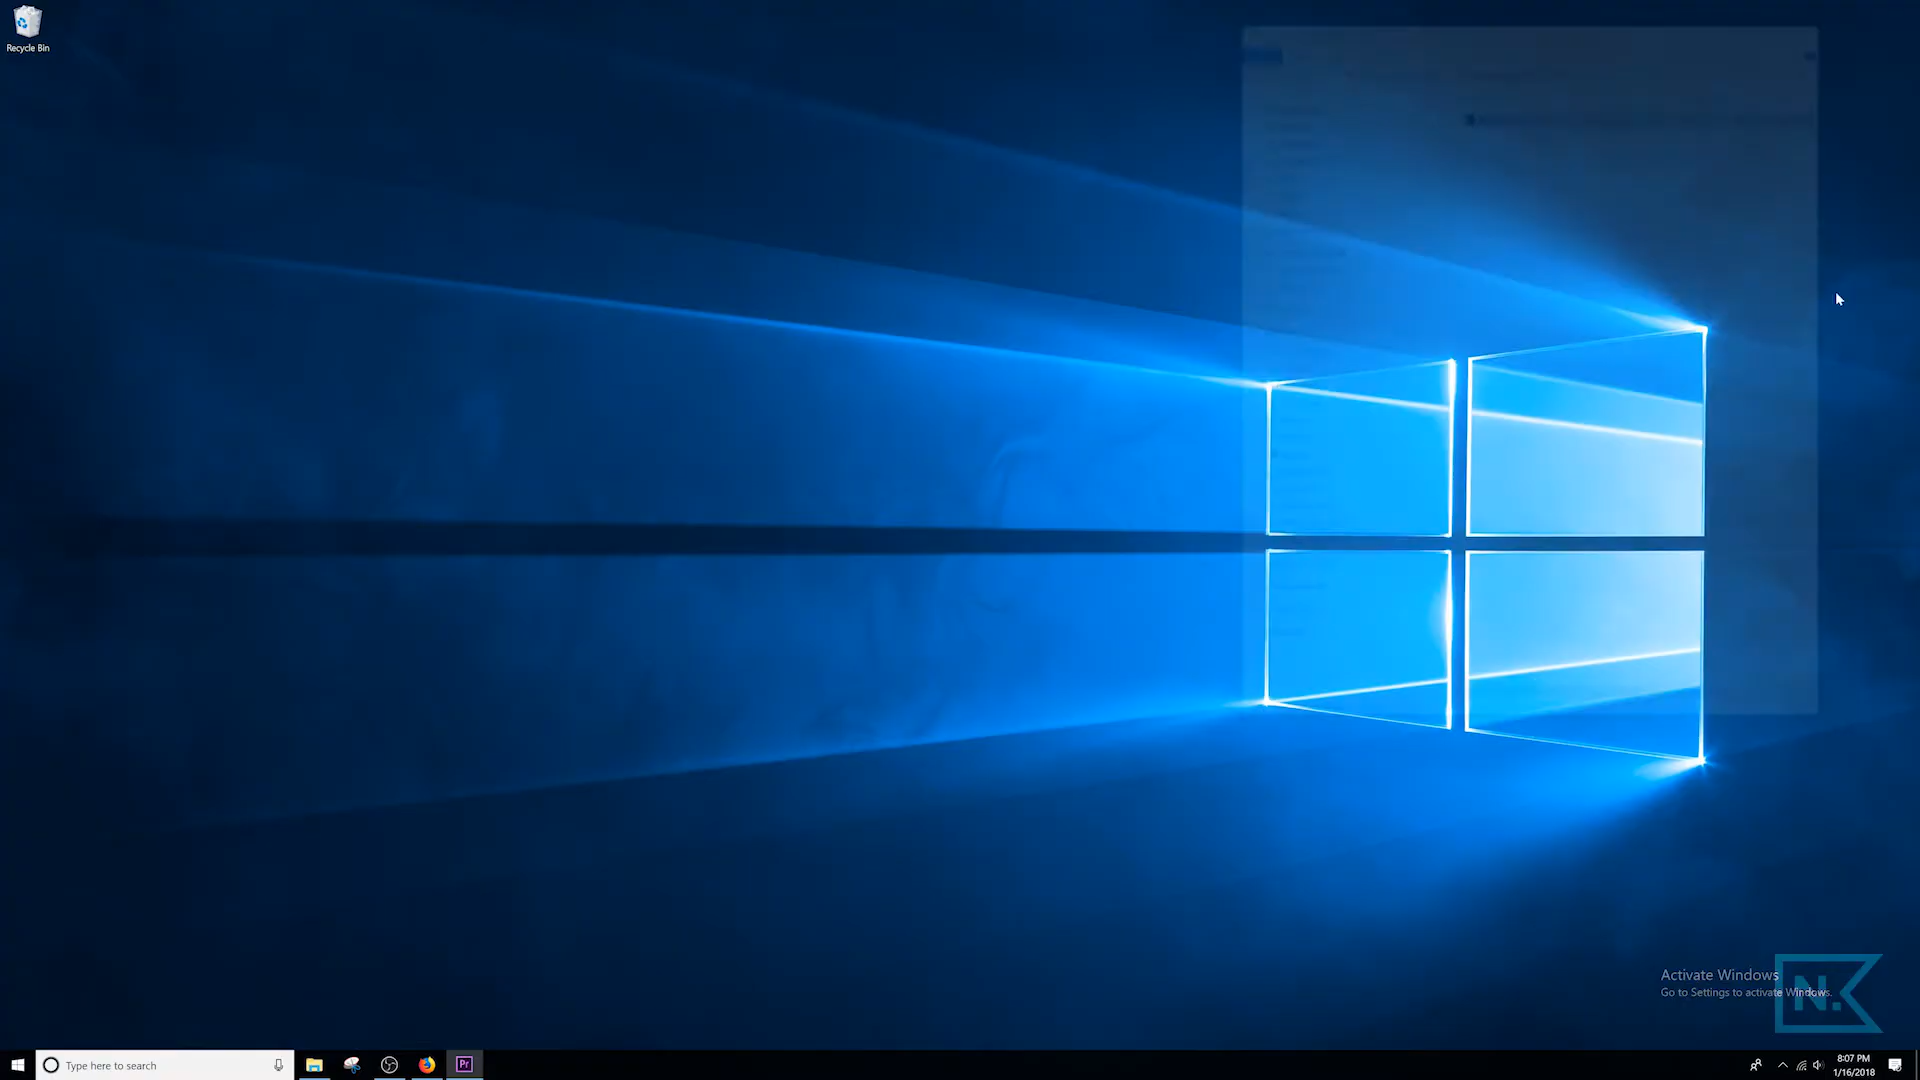 Recycle Bin
Activate Windows
Go to Settings to activate Windows.
N.
Type here to search
Pr
8:07 PM
1/16/2018